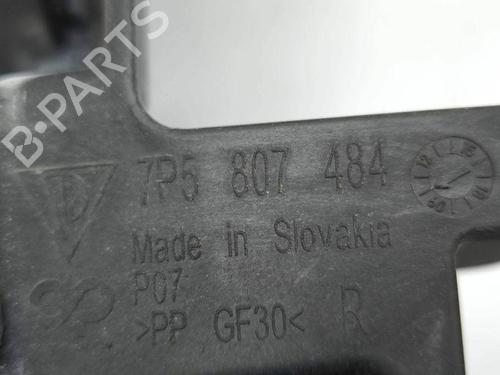 B-PARTS
7P5 807 484
Made in Slovakia
P07
>PP GF30< R